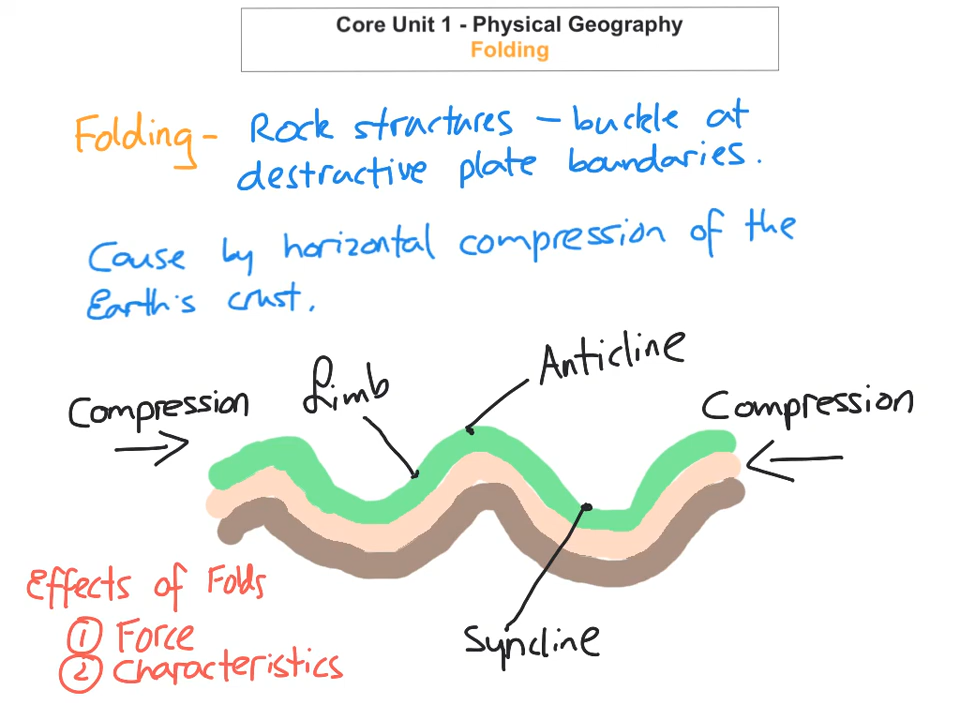 Core Unit 1 - Physical Geography
Folding
Folding - Rock structures - buckle at
destructive plate boundaries.
Cause by horizontal compression of the
Earth's crust.
Anticline
Limb
Compression
Compression
Effects of Folds
① Force
② Characteristics
Syncline